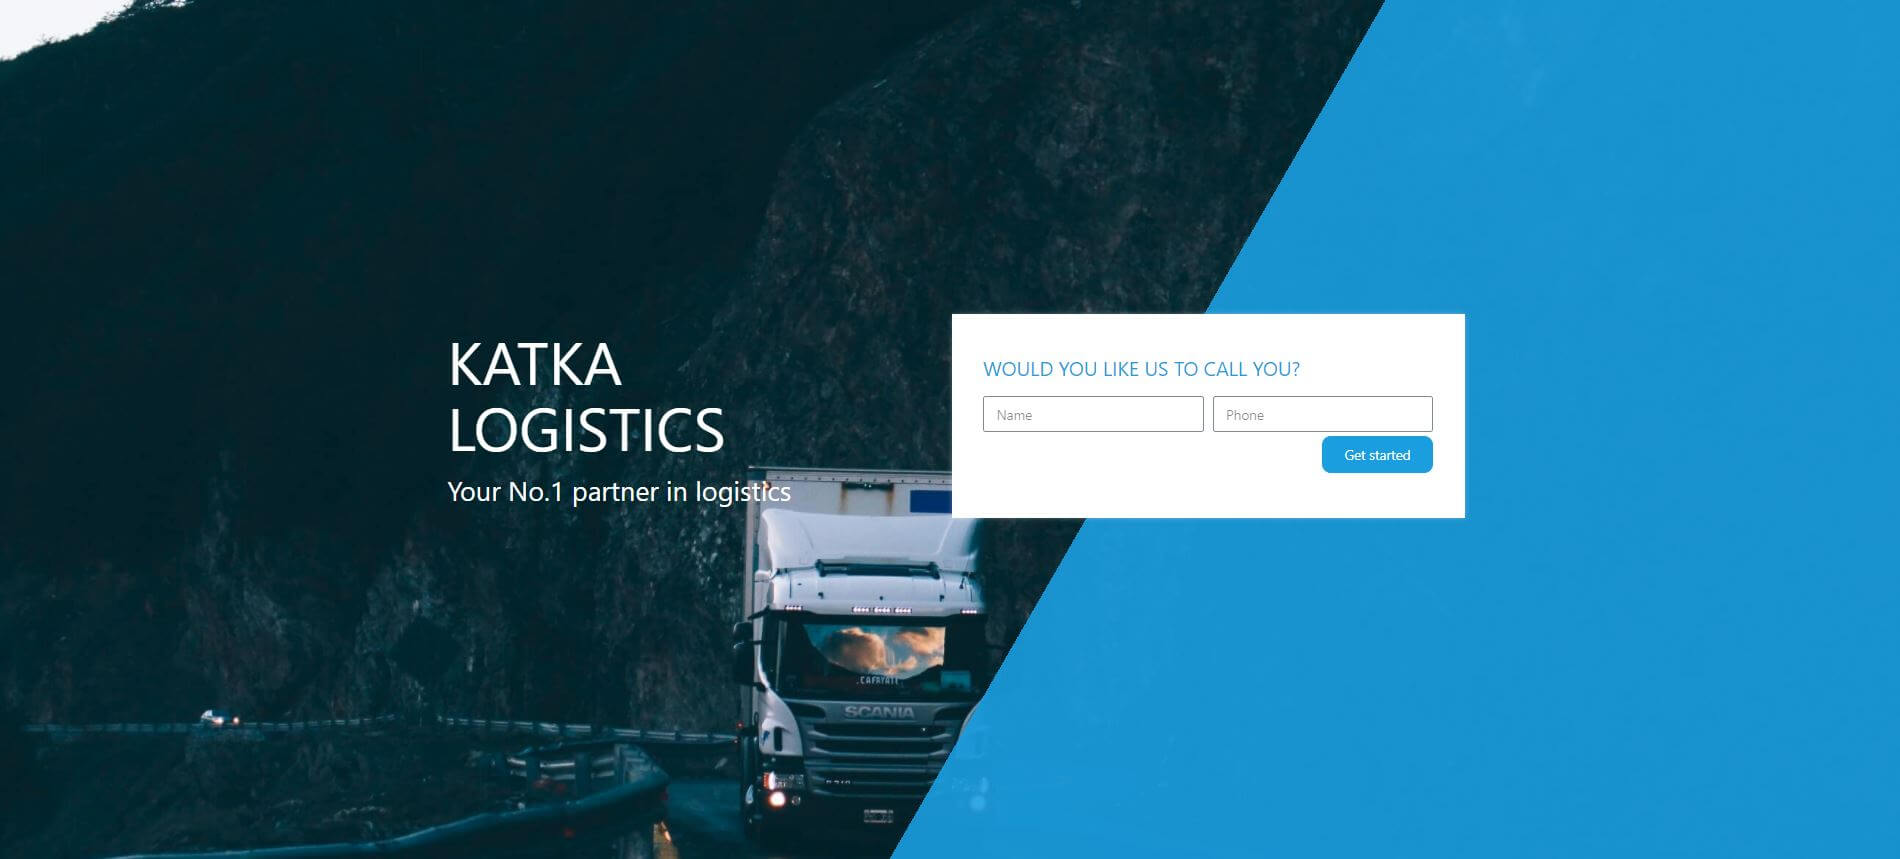 KATKA
LOGISTICS
Your No.1 partner in logistics
WOULD YOU LIKE US TO CALL YOU?
Name
Phone
Get started
SCANIA